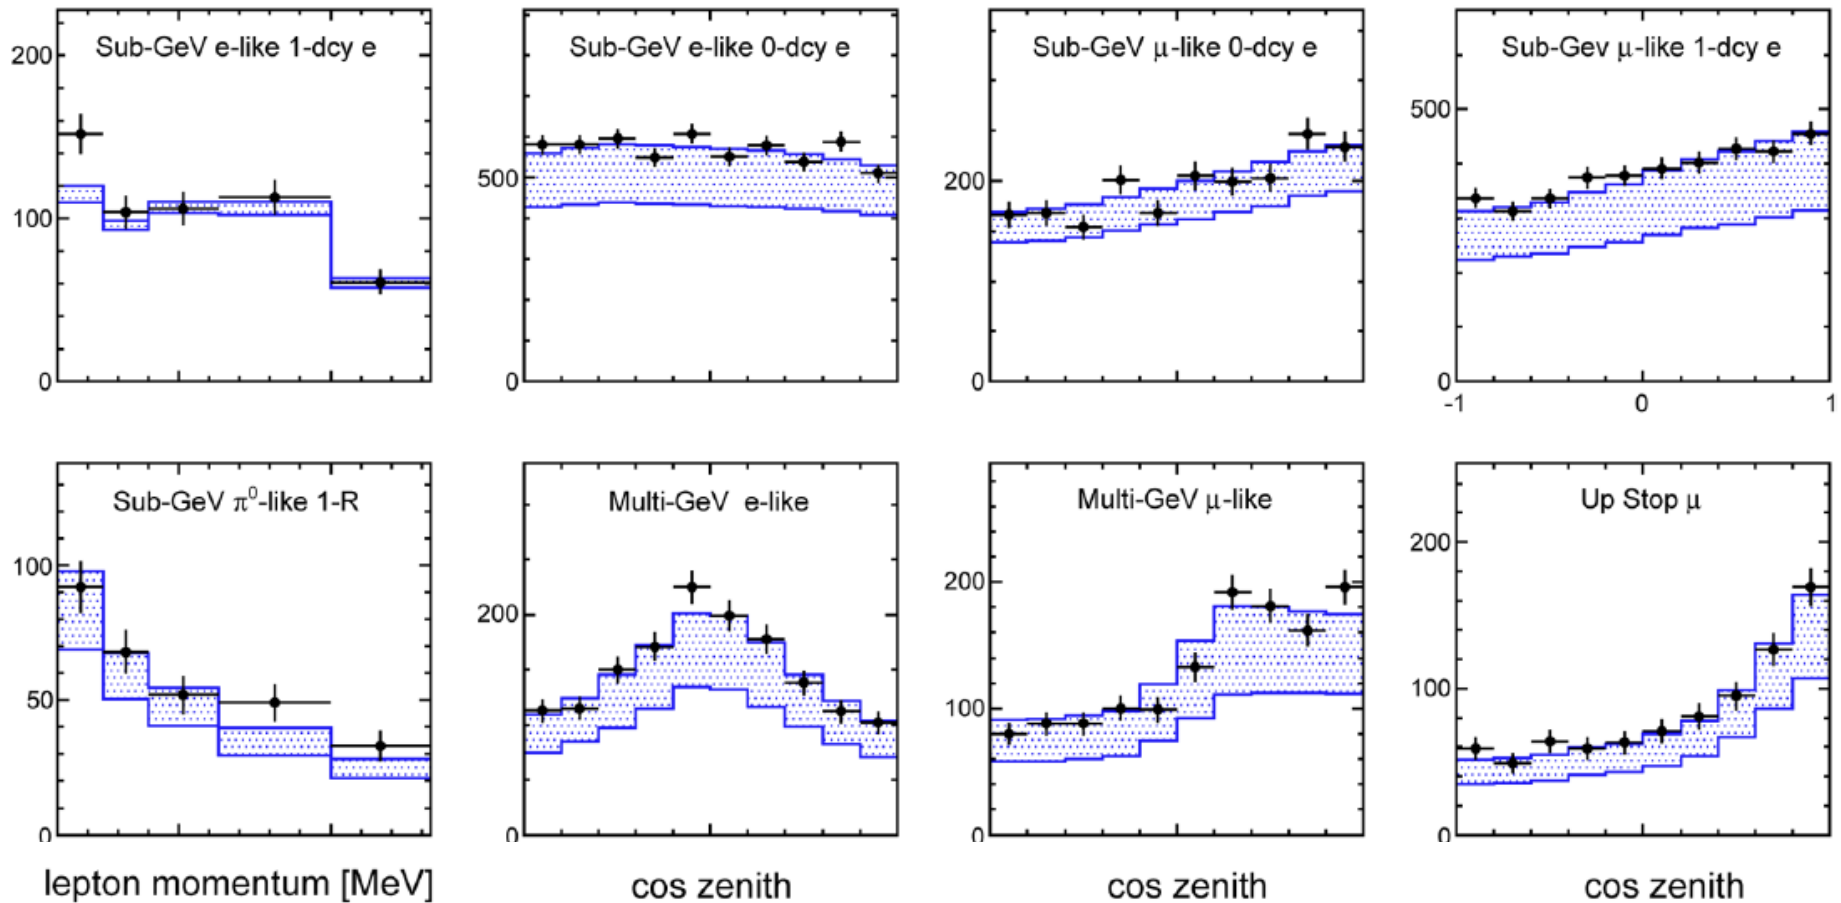 Sub-GeV e-like 1-dcy e
200
100
0
Sub-GeV e-like 0-dcy e
500
0
Sub-GeV μ-like 0-dcy e
200
0
Sub-Gev μ-like 1-dcy e
500
0
-1 0 1
Sub-GeV π⁰-like 1-R
100
50
0
lepton momentum [MeV]
Multi-GeV e-like
200
0
cos zenith
Multi-GeV μ-like
200
100
0
cos zenith
Up Stop μ
200
100
0
cos zenith